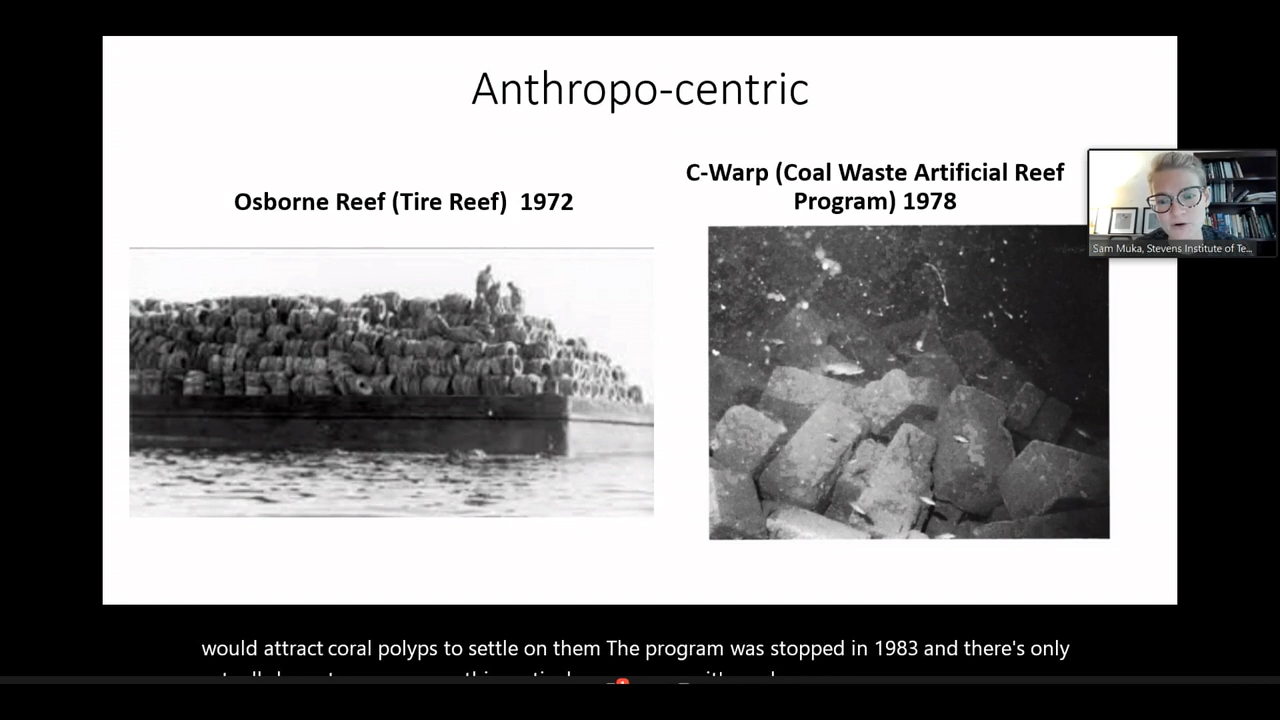 Anthropo-centric
Osborne Reef (Tire Reef)  1972
C-Warp (Coal Waste Artificial Reef
Program) 1978
Sam Muka, Stevens Institute of Te...
would attract coral polyps to settle on them The program was stopped in 1983 and there's only